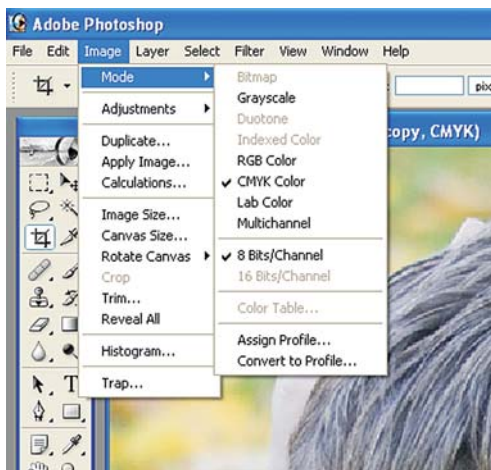 Adobe Photoshop
File Edit Image Layer Select Filter View Window Help
Mode
Adjustments
Duplicate...
Apply Image...
Calculations...
Image Size...
Canvas Size...
Rotate Canvas
Crop
Trim...
Reveal All
Histogram...
Trap...
Bitmap
Grayscale
Duotone
Indexed Color
RGB Color
CMYK Color
Lab Color
Multichannel
8 Bits/Channel
16 Bits/Channel
Color Table...
Assign Profile...
Convert to Profile...
copy, CMYK)
T